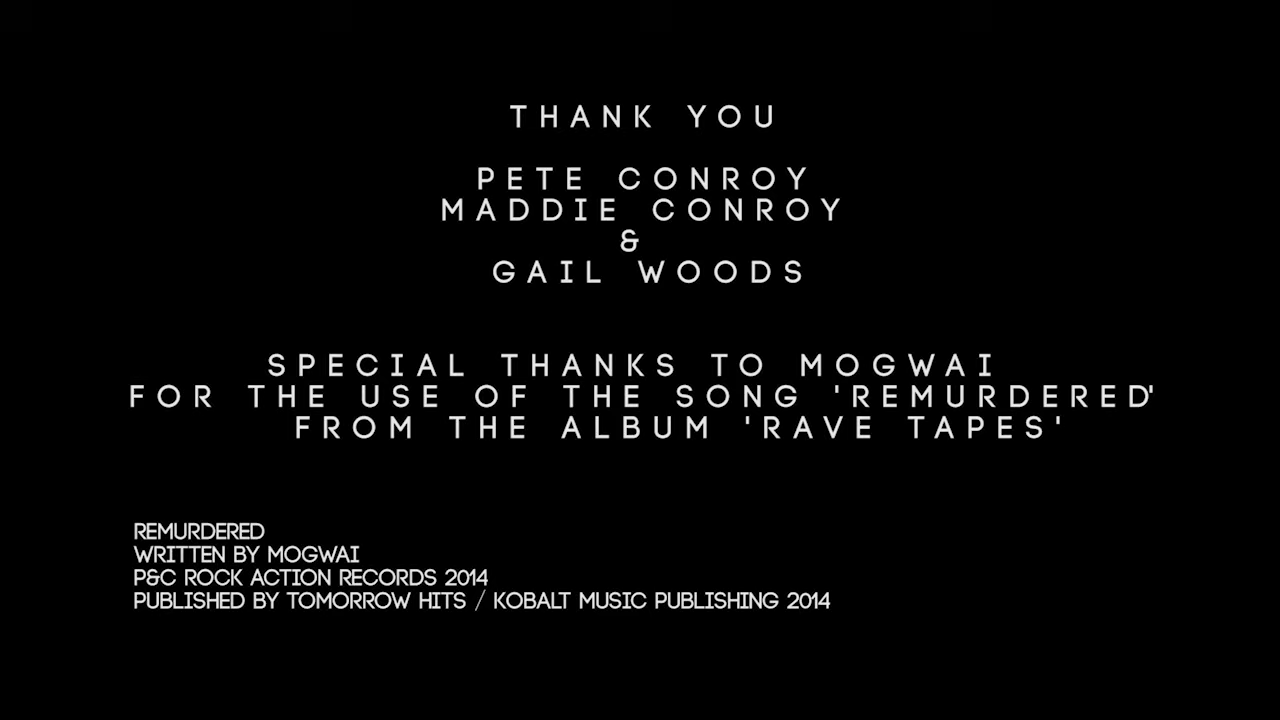 THANK YOU
PETE CONROY
MADDIE CONROY
&
GAIL WOODS
SPECIAL THANKS TO MOGWAI
FOR THE USE OF THE SONG 'REMURDERED'
FROM THE ALBUM 'RAVE TAPES'
REMURDERED
WRITTEN BY MOGWAI
P&C ROCK ACTION RECORDS 2014
PUBLISHED BY TOMORROW HITS / KOBALT MUSIC PUBLISHING 2014